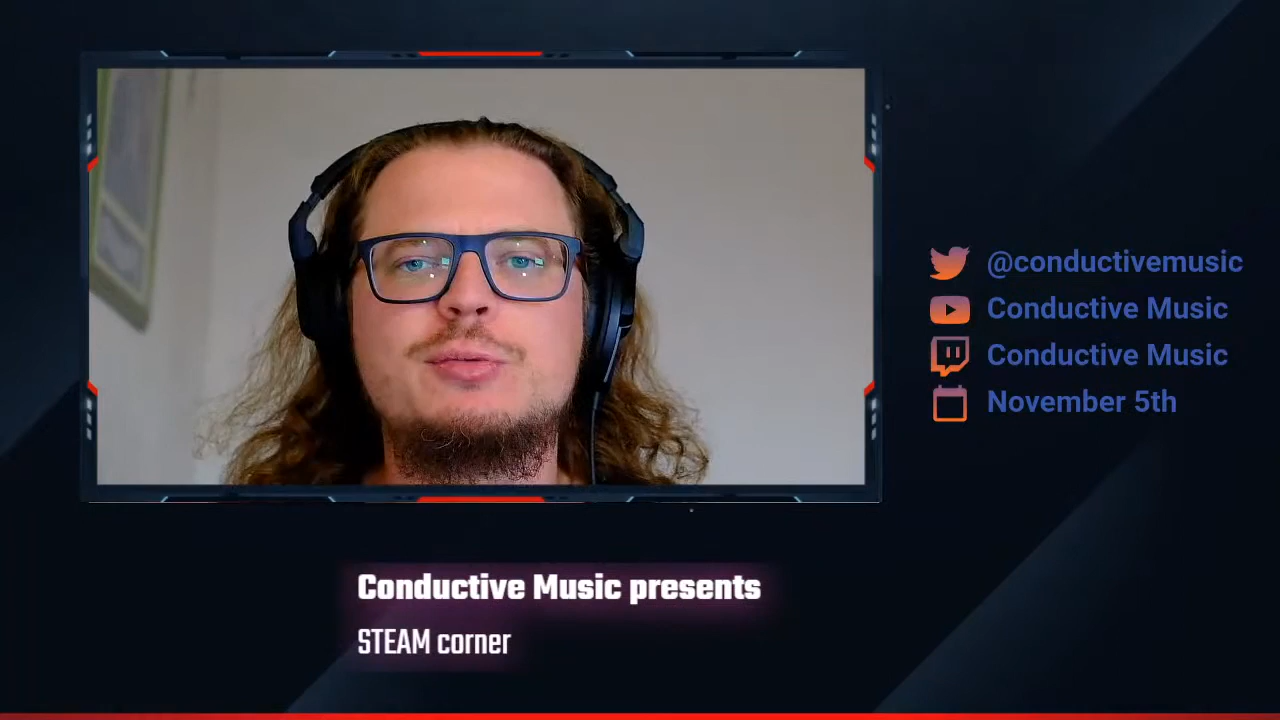 @conductivemusic
Conductive Music
Conductive Music
November 5th
Conductive Music presents
STEAM corner